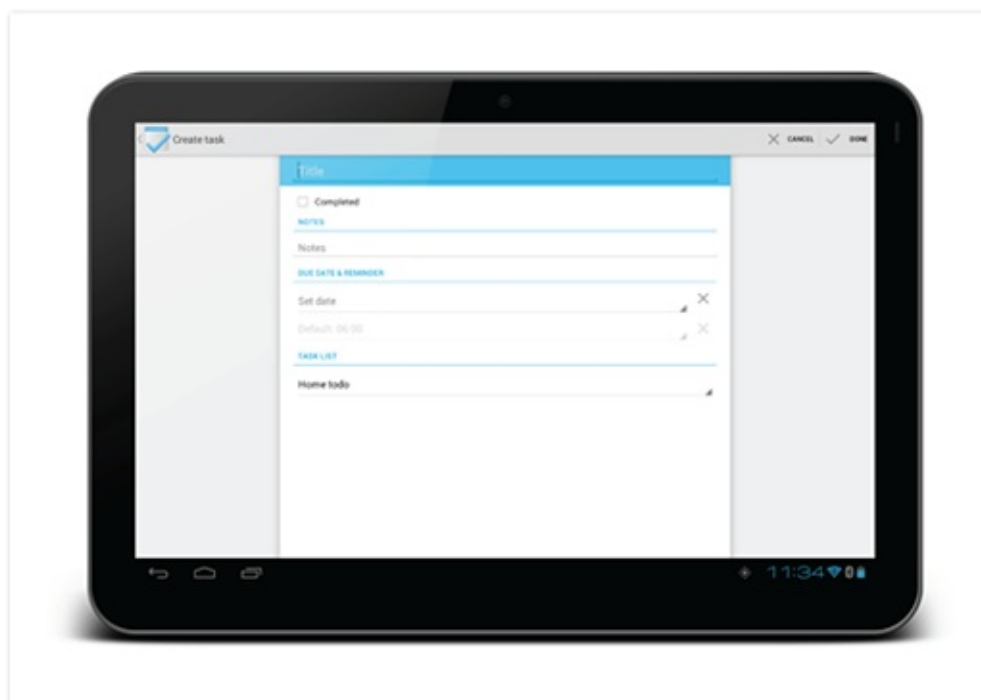 Create task
CANCEL DONE
Title
Completed
NOTES
Notes
DUE DATE & REMINDER
Set date
Default: 06:00
TASK LIST
Home todo
11:34